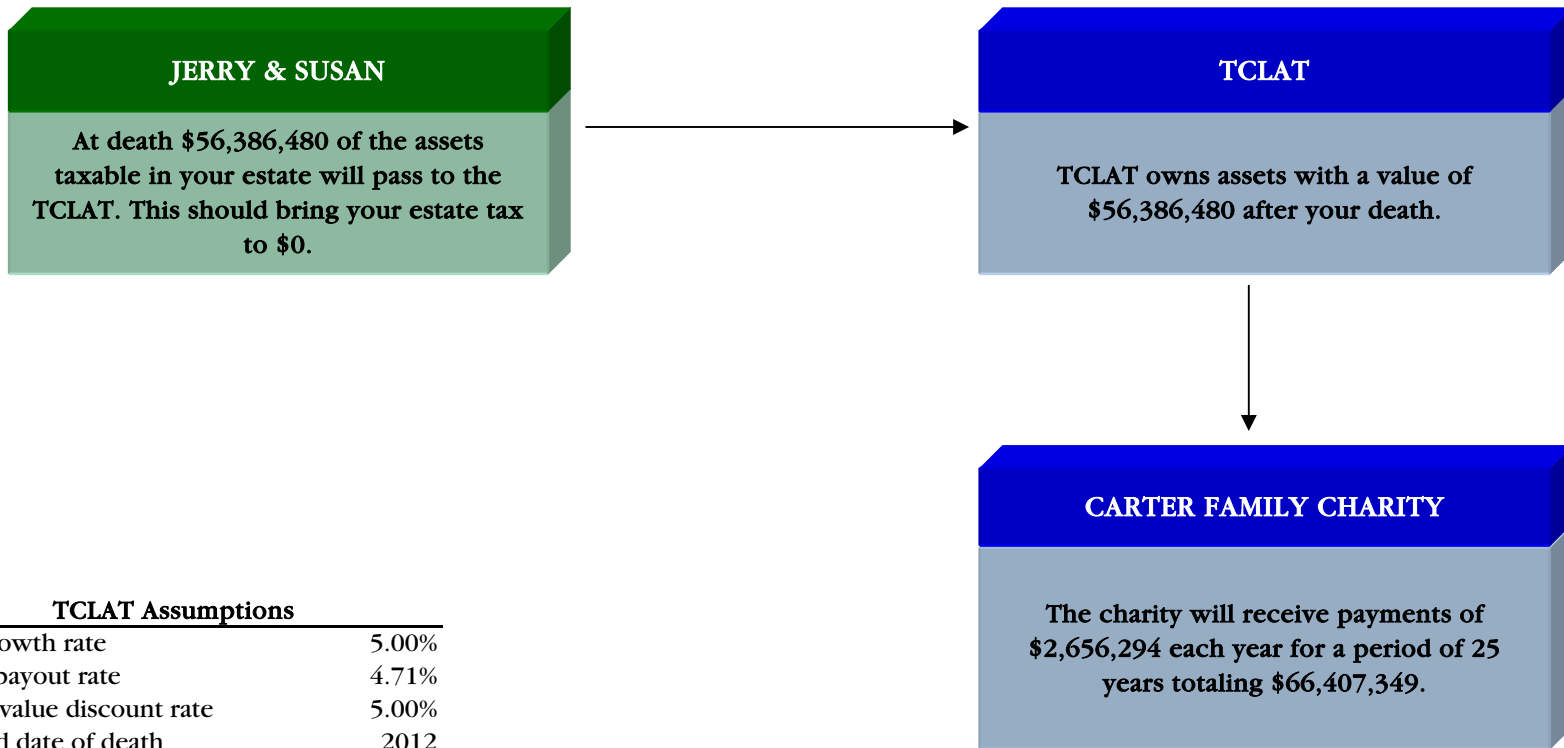 JERRY & SUSAN
At death $56,386,480 of the assets
taxable in your estate will pass to the
TCLAT. This should bring your estate tax
to $0.
TCLAT
TCLAT owns assets with a value of
$56,386,480 after your death.
CARTER FAMILY CHARITY
The charity will receive payments of
$2,656,294 each year for a period of 25
years totaling $66,407,349.
TCLAT Assumptions
rate 5.00%
payout rate 4.71%
value discount rate 5.00%
date of death 2012